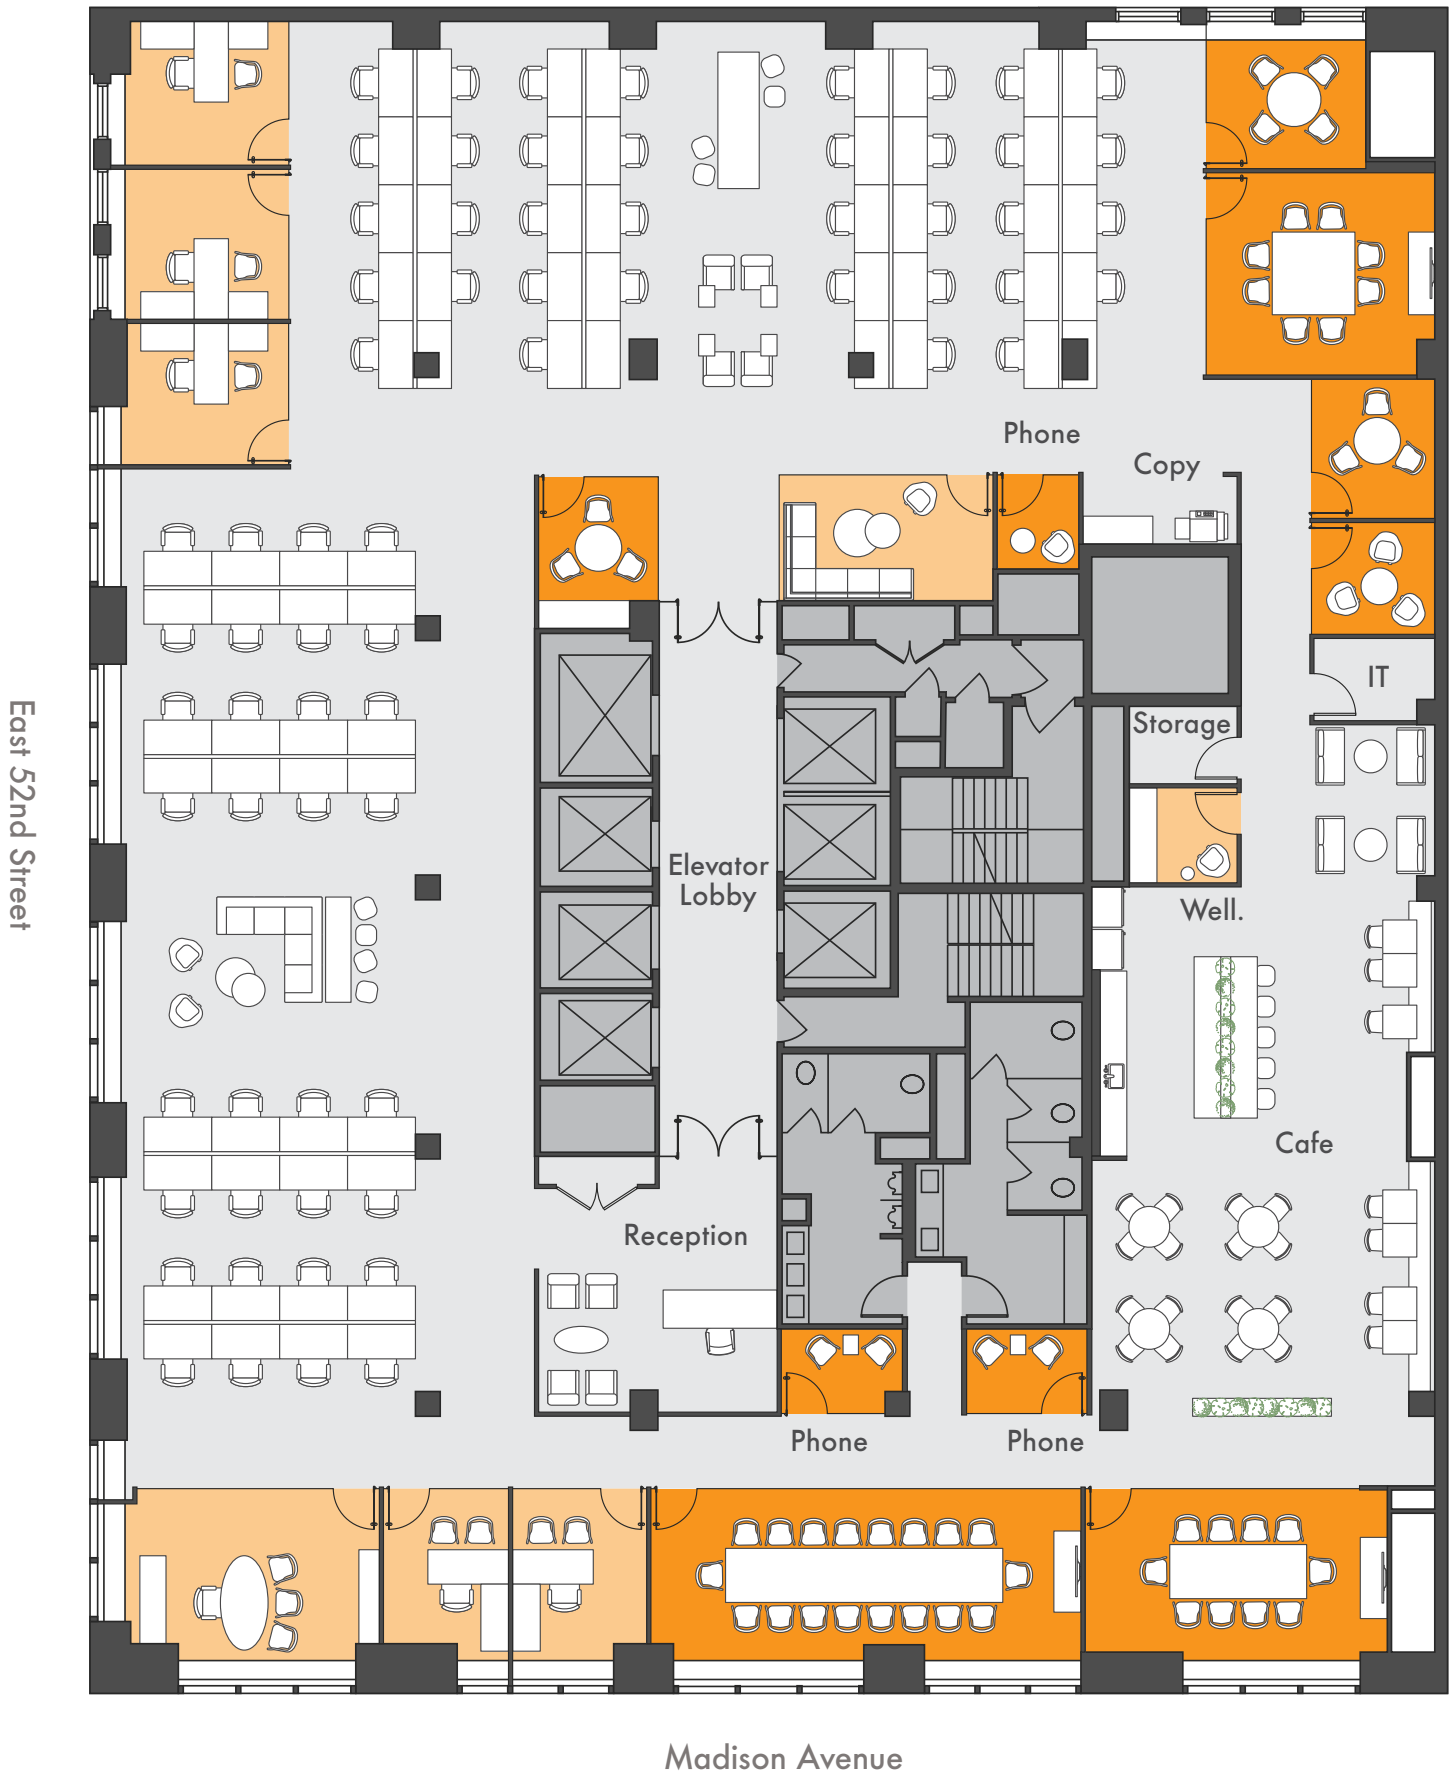 Phone
Copy
IT
Storage
Elevator
Lobby
Well.
Cafe
Reception
Phone
Phone
East 52nd Street
Madison Avenue